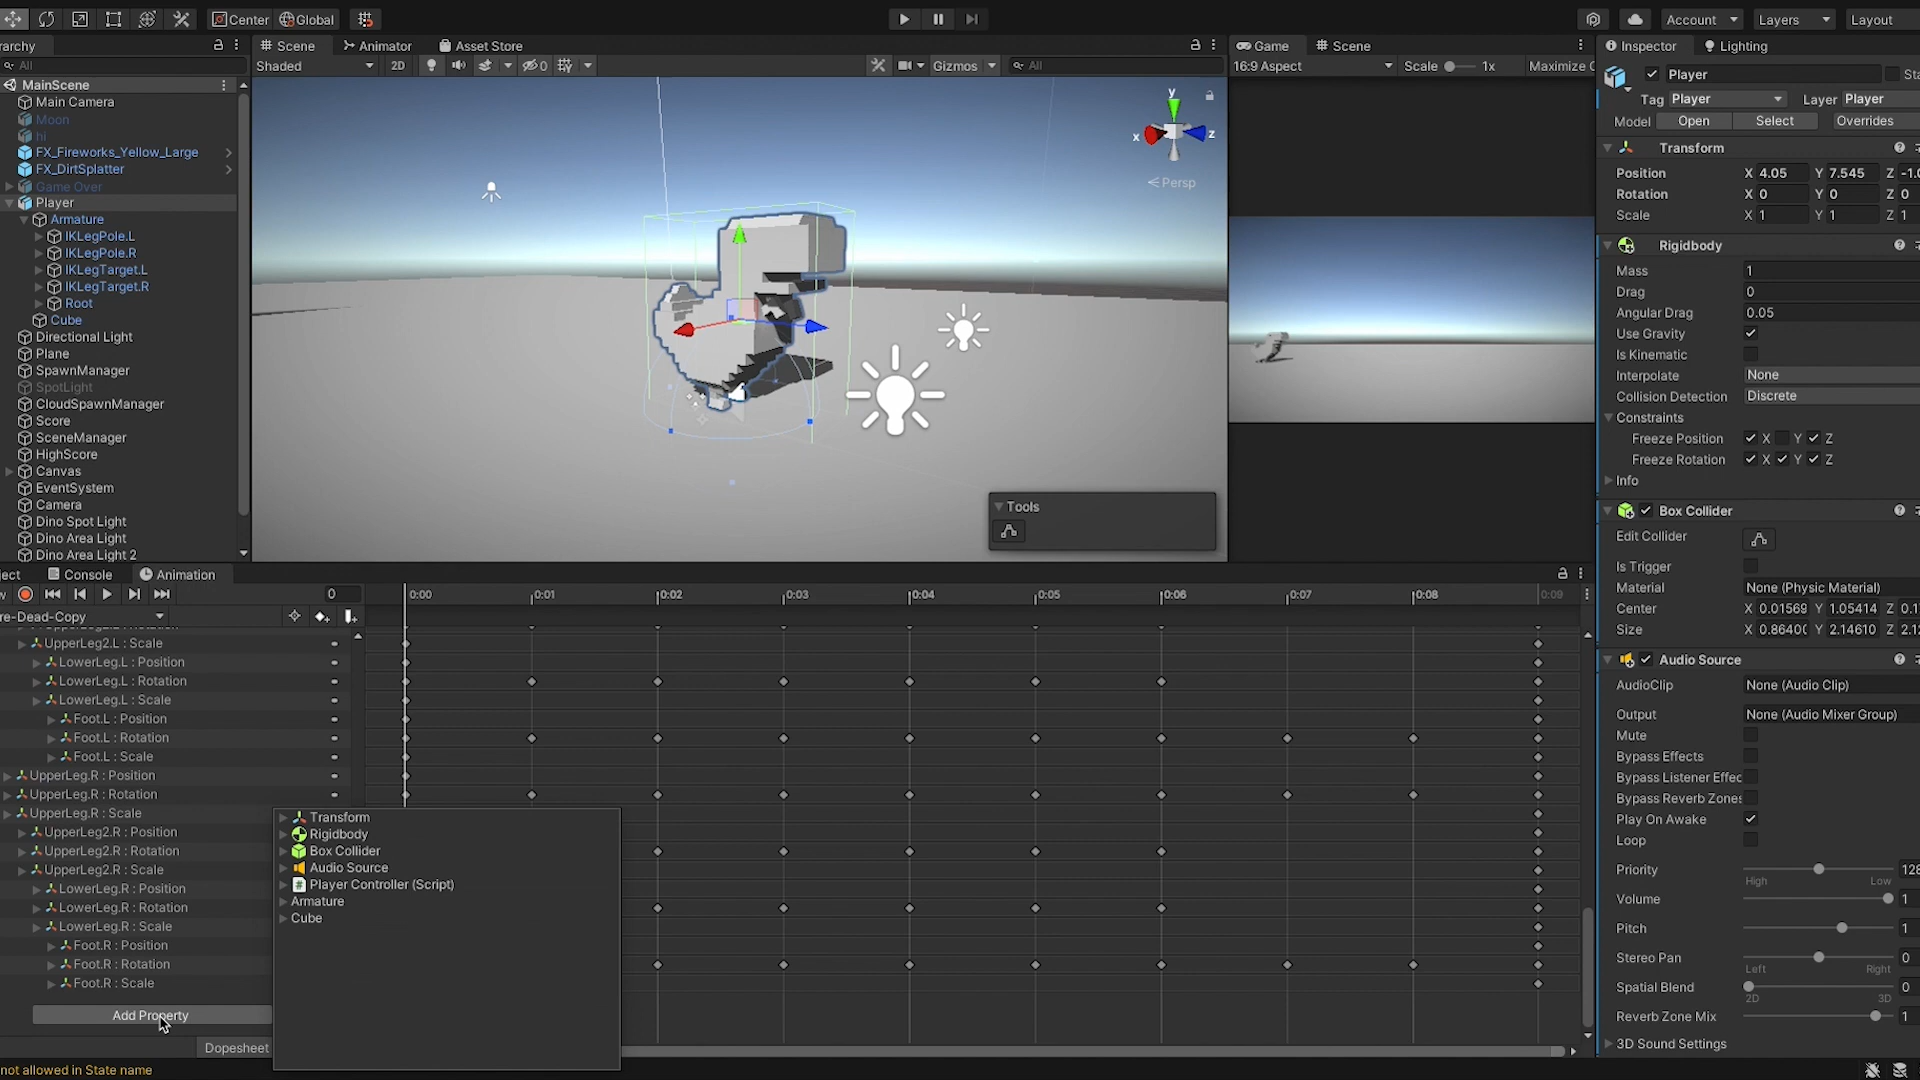 Center Global Account Layers Layout
rarchy Scene Animator Asset Store Game Scene Inspector Lighting
All Shaded 2D 0 Gizmos All 16:9 Aspect Scale 1x Maximize
MainScene
Main Camera
Moon
hi
FX_Fireworks_Yellow_Large
FX_DirtSplatter
Game Over
Player
Armature
IKLegPole.L
IKLegPole.R
IKLegTarget.L
IKLegTarget.R
Root
Cube
Directional Light
Plane
SpawnManager
SpotLight
CloudSpawnManager
Score
SceneManager
HighScore
Canvas
EventSystem
Camera
Dino Spot Light
Dino Area Light
Dino Area Light 2
y
x z
Persp
Tools
Player Sta
Tag Player Layer Player
Model Open Select Overrides
Transform
Position X 4.05 Y 7.545 Z -1.0
Rotation X 0 Y 0 Z 0
Scale X 1 Y 1 Z 1
Rigidbody
Mass 1
Drag 0
Angular Drag 0.05
Use Gravity
Is Kinematic
Interpolate None
Collision Detection Discrete
Constraints
Freeze Position X Y Z
Freeze Rotation X Y Z
Info
Box Collider
Edit Collider
Is Trigger
Material None (Physic Material)
Center X 0.01569 Y 1.05414 Z 0.1
Size X 0.8640 Y 2.14610 Z 2.1
Audio Source
AudioClip None (Audio Clip)
Output None (Audio Mixer Group)
Mute
Bypass Effects
Bypass Listener Effec
Bypass Reverb Zones
Play On Awake
Loop
Priority 128
High Low
Volume 1
Pitch 1
Stereo Pan 0
Left Right
Spatial Blend 0
2D 3D
Reverb Zone Mix 1
3D Sound Settings
ject Console Animation
w 0 0:00 0:01 0:02 0:03 0:04 0:05 0:06 0:07 0:08 0:09
re-Dead-Copy
UpperLeg2.L : Scale
LowerLeg.L : Position
LowerLeg.L : Rotation
LowerLeg.L : Scale
Foot.L : Position
Foot.L : Rotation
Foot.L : Scale
UpperLeg.R : Position
UpperLeg.R : Rotation
UpperLeg.R : Scale
UpperLeg2.R : Position
UpperLeg2.R : Rotation
UpperLeg2.R : Scale
LowerLeg.R : Position
LowerLeg.R : Rotation
LowerLeg.R : Scale
Foot.R : Position
Foot.R : Rotation
Foot.R : Scale
Transform
Rigidbody
Box Collider
Audio Source
Player Controller (Script)
Armature
Cube
Add Property
Dopesheet
not allowed in State name